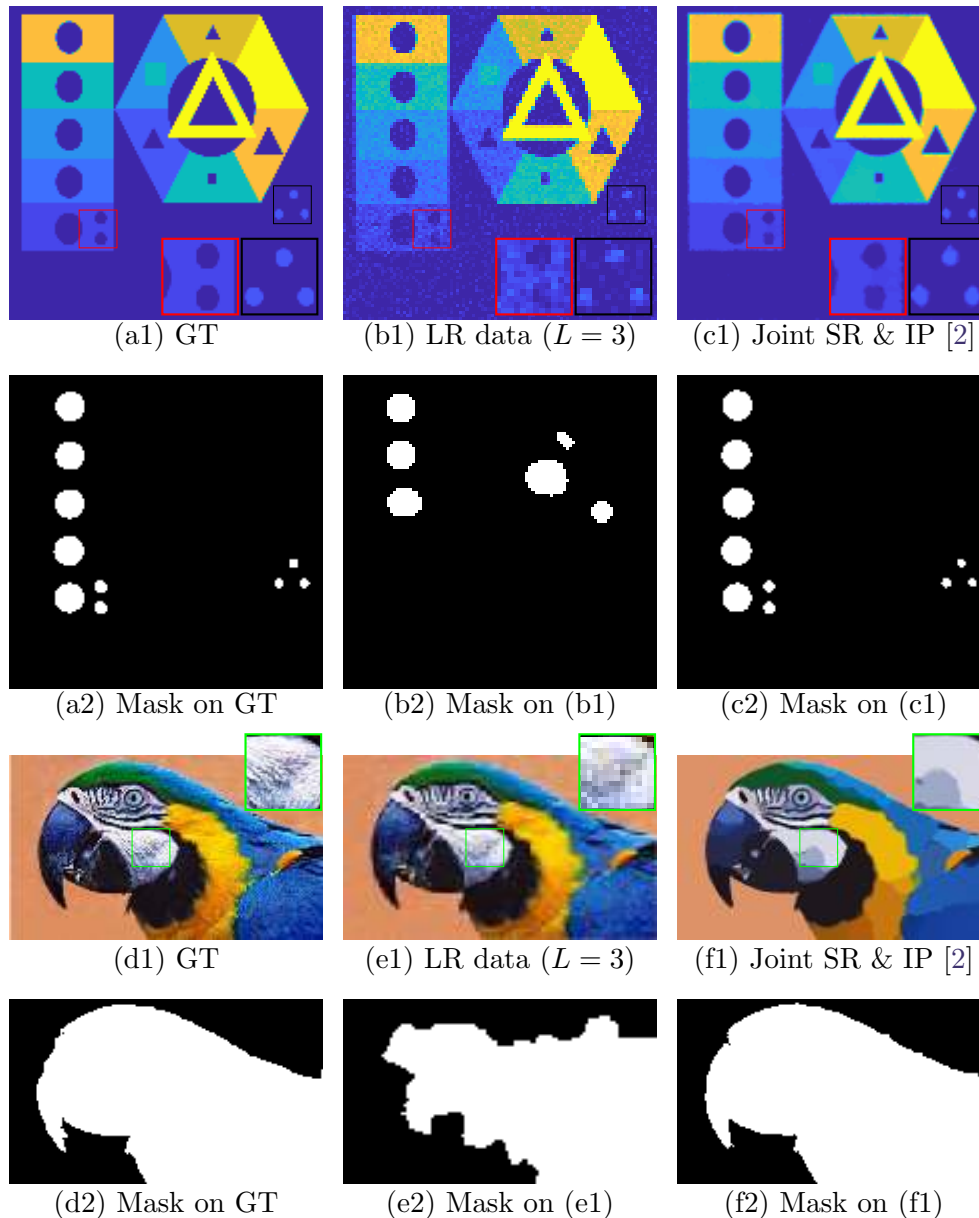 (a1) GT
(b1) LR data (L = 3)
(c1) Joint SR & IP [2]
(a2) Mask on GT
(b2) Mask on (b1)
(c2) Mask on (c1)
(d1) GT
(e1) LR data (L = 3)
(f1) Joint SR & IP [2]
(d2) Mask on GT
(e2) Mask on (e1)
(f2) Mask on (f1)